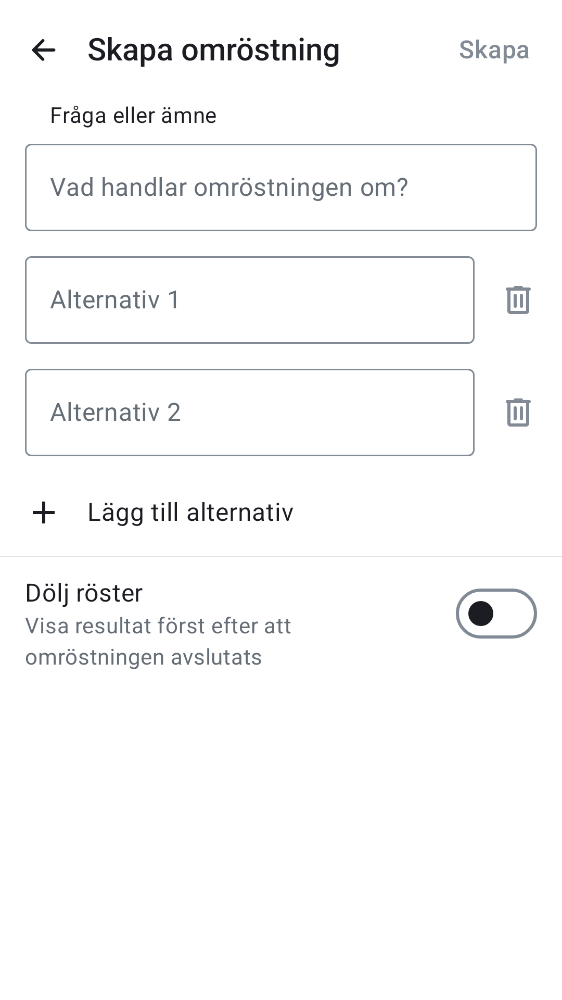 Skapa omröstning
Skapa
Fråga eller ämne
Vad handlar omröstningen om?
Alternativ 1
Alternativ 2
Lägg till alternativ
Dölj röster
Visa resultat först efter att
omröstningen avslutats